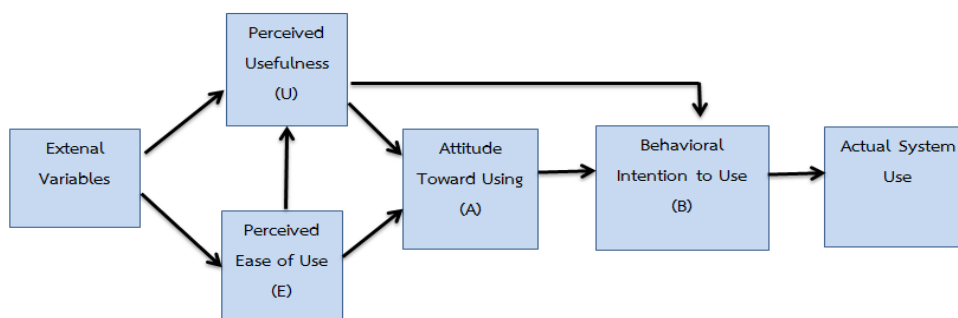 Perceived
Usefulness
(U)
Extenal
Variables
Attitude
Toward Using
(A)
Behavioral
Intention to Use
(B)
Actual System
Use
Perceived
Ease of Use
(E)